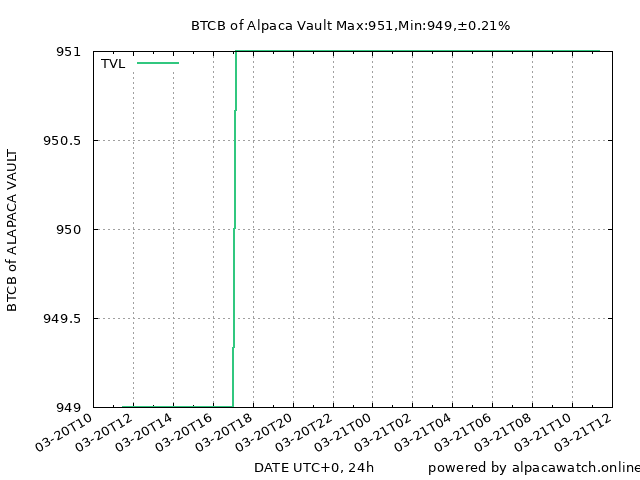 BTCB of Alpaca Vault Max:951,Min:949,±0.21%
TVL
951
950.5
950
949.5
949
BTCB of ALAPACA VAULT
03-20T10
03-20T12
03-20T14
03-20T16
03-20T18
03-20T20
03-20T22
03-21T00
03-21T02
03-21T04
03-21T06
03-21T08
03-21T10
03-21T12
DATE UTC+0, 24h
powered by alpacawatch.online